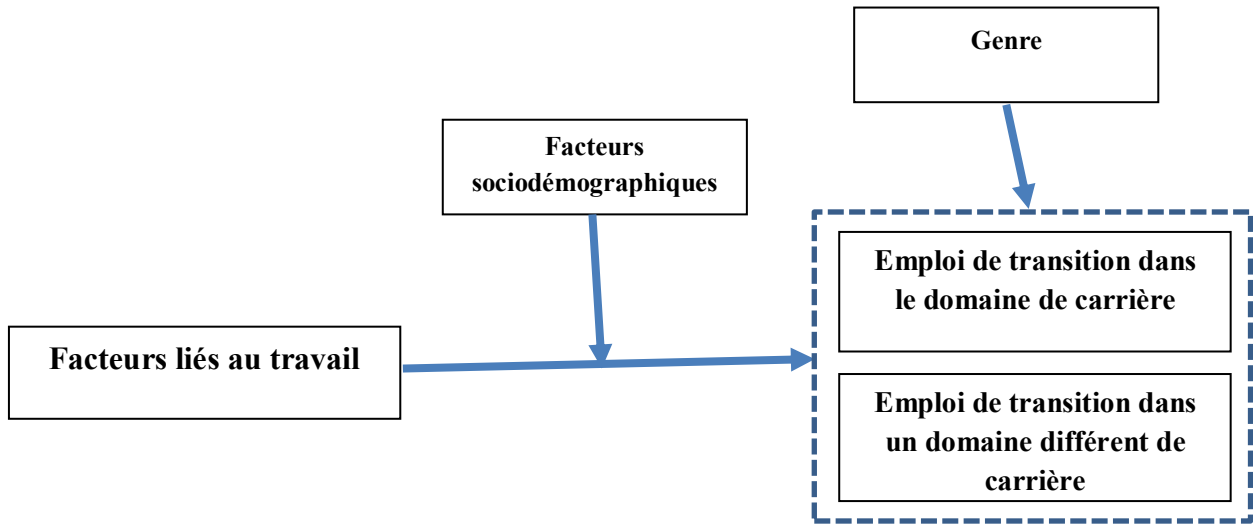 Genre
Facteurs
sociodémographiques
Emploi de transition dans
le domaine de carrière
Facteurs liés au travail
Emploi de transition dans
un domaine différent de
carrière